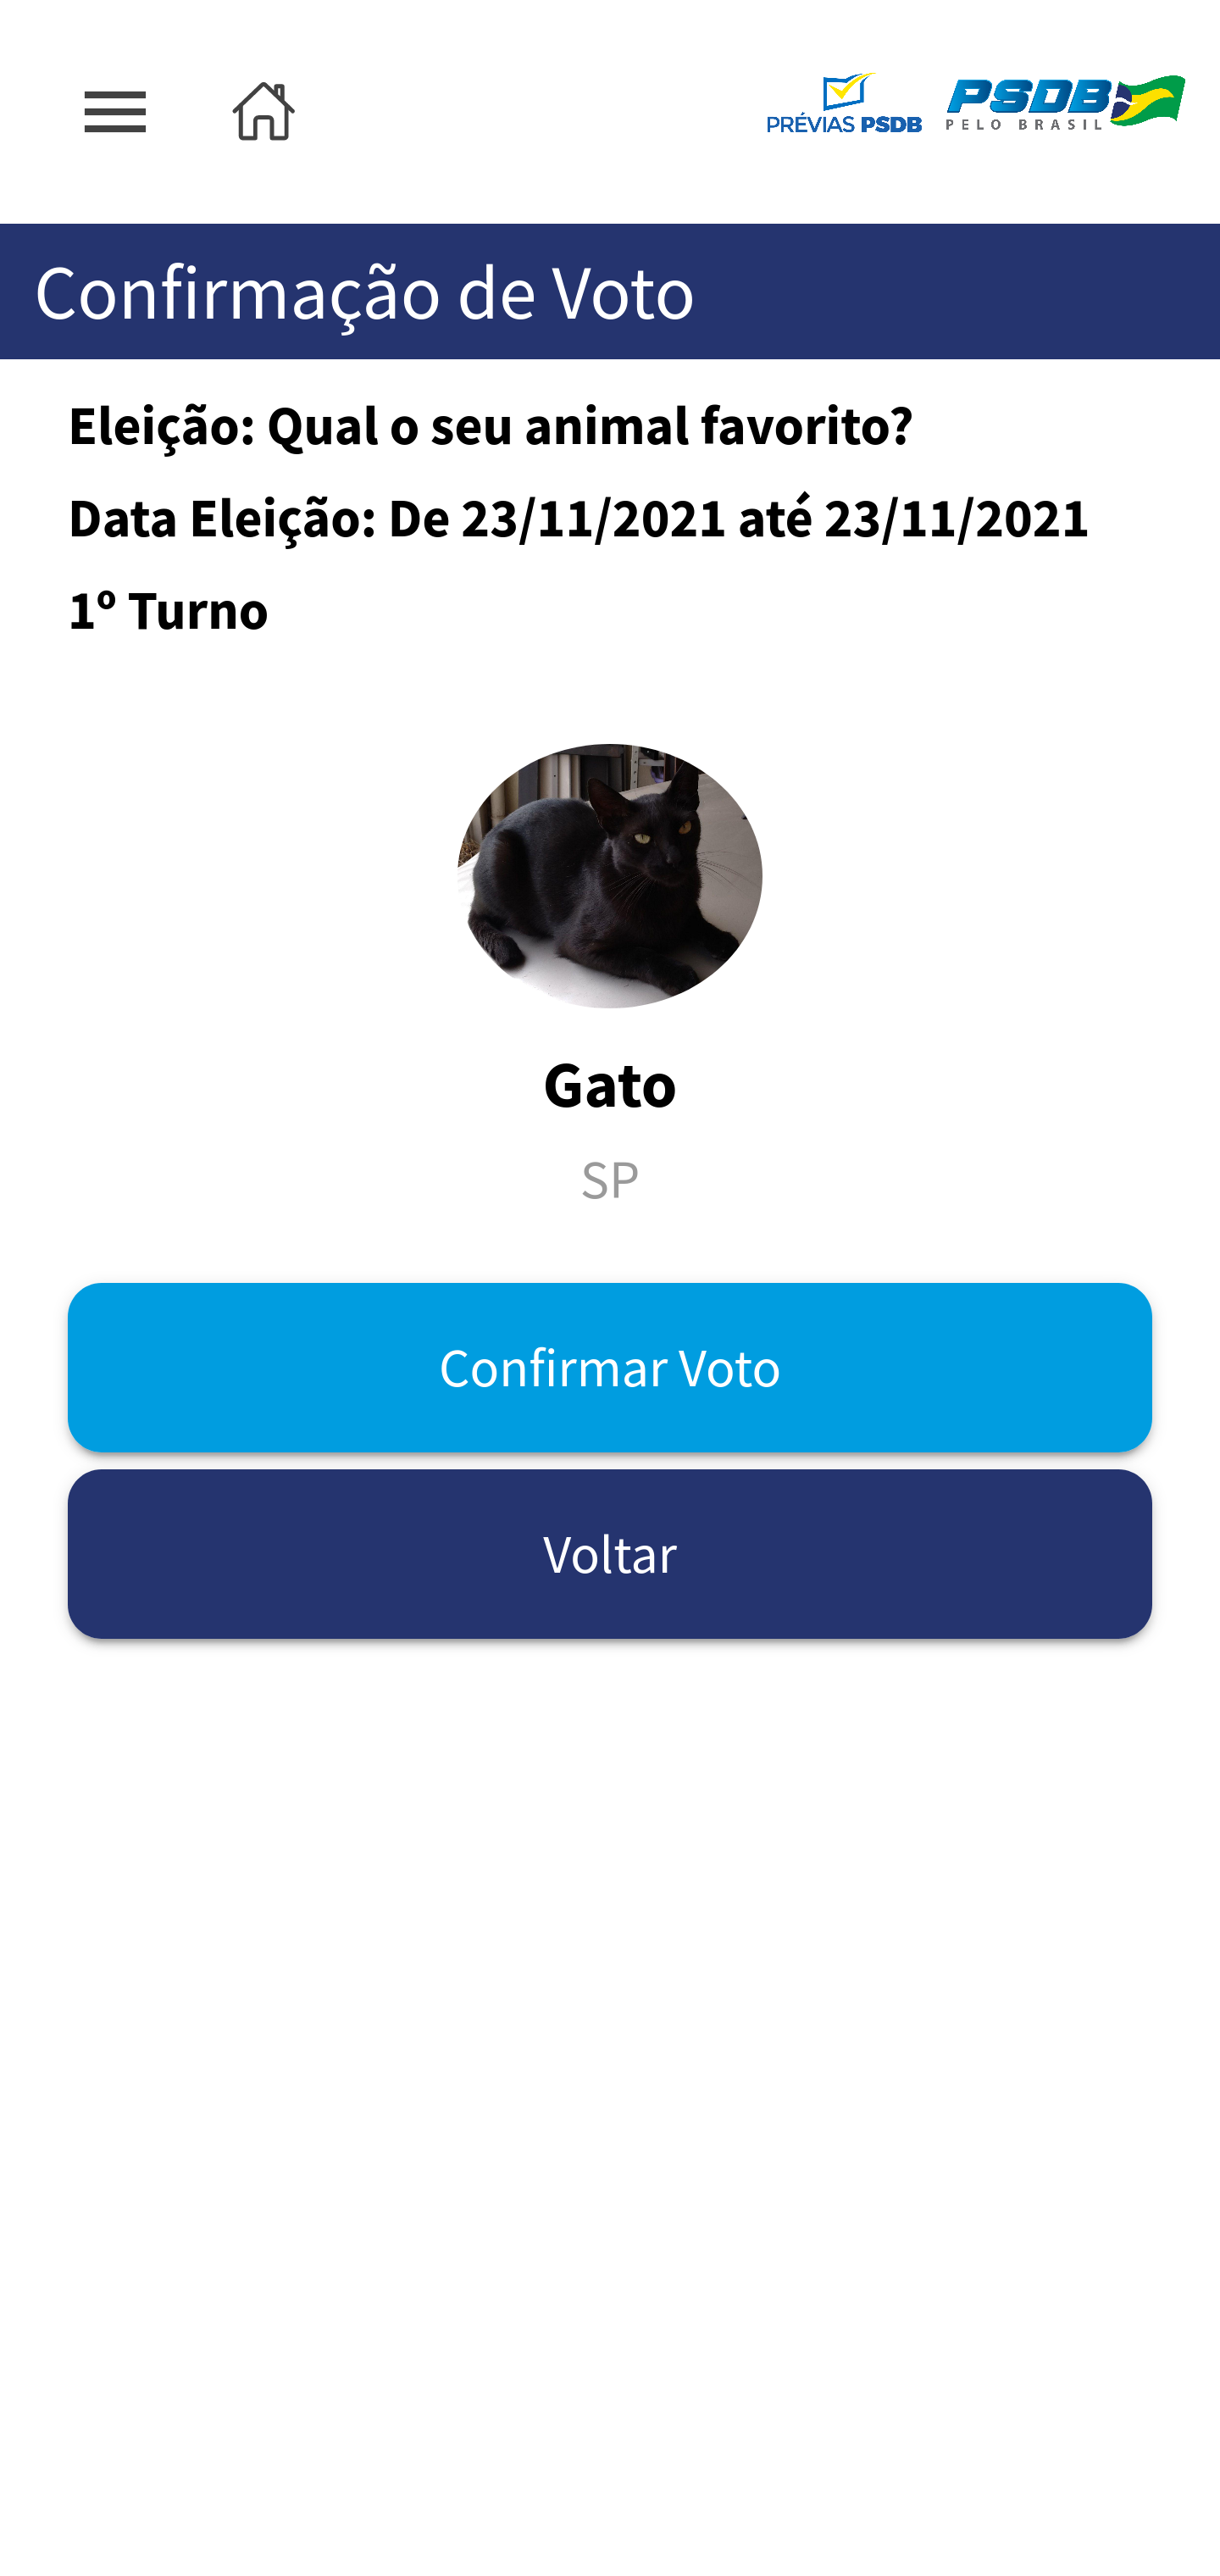 PRÉVIAS PSDB
PSDB
PELO BRASIL
Confirmação de Voto
Eleição: Qual o seu animal favorito?
Data Eleição: De 23/11/2021 até 23/11/2021
1º Turno
Gato
SP
Confirmar Voto
Voltar